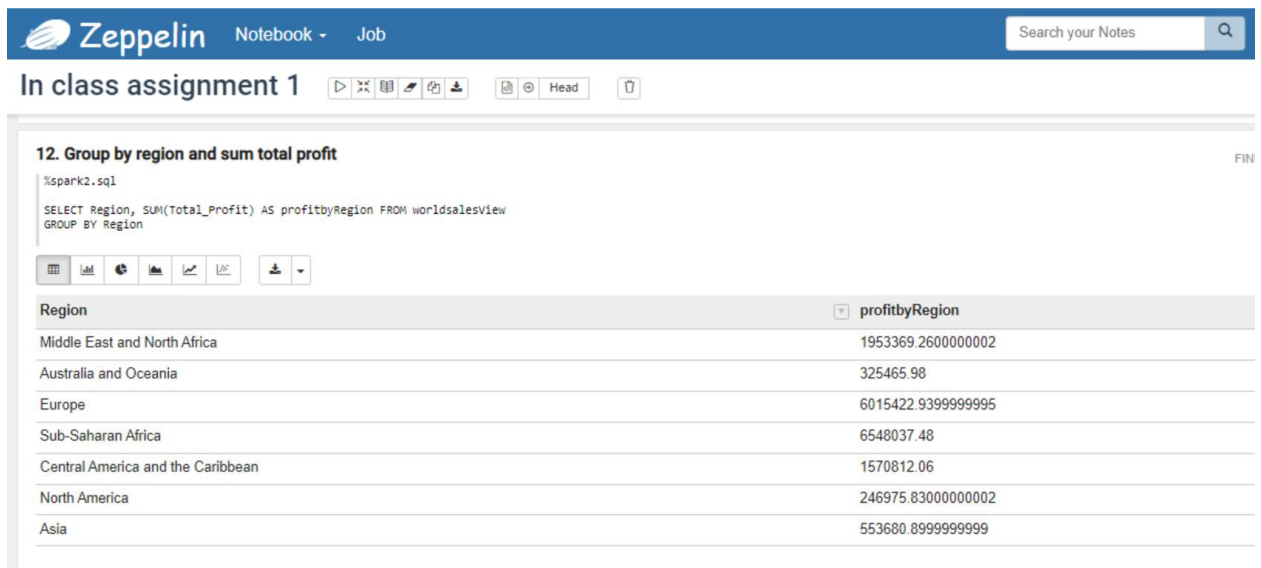 Zeppelin Notebook Job Search your Notes
In class assignment 1 Head
12. Group by region and sum total profit
FIN
%spark2.sql
SELECT Region, SUM(Total_Profit) AS profitbyRegion FROM worldsalesView
GROUP BY Region
Region profitbyRegion
Middle East and North Africa 1953369.2600000002
Australia and Oceania 325465.98
Europe 6015422.9399999995
Sub-Saharan Africa 6548037.48
Central America and the Caribbean 1570812.06
North America 246975.83000000002
Asia 553680.8999999999